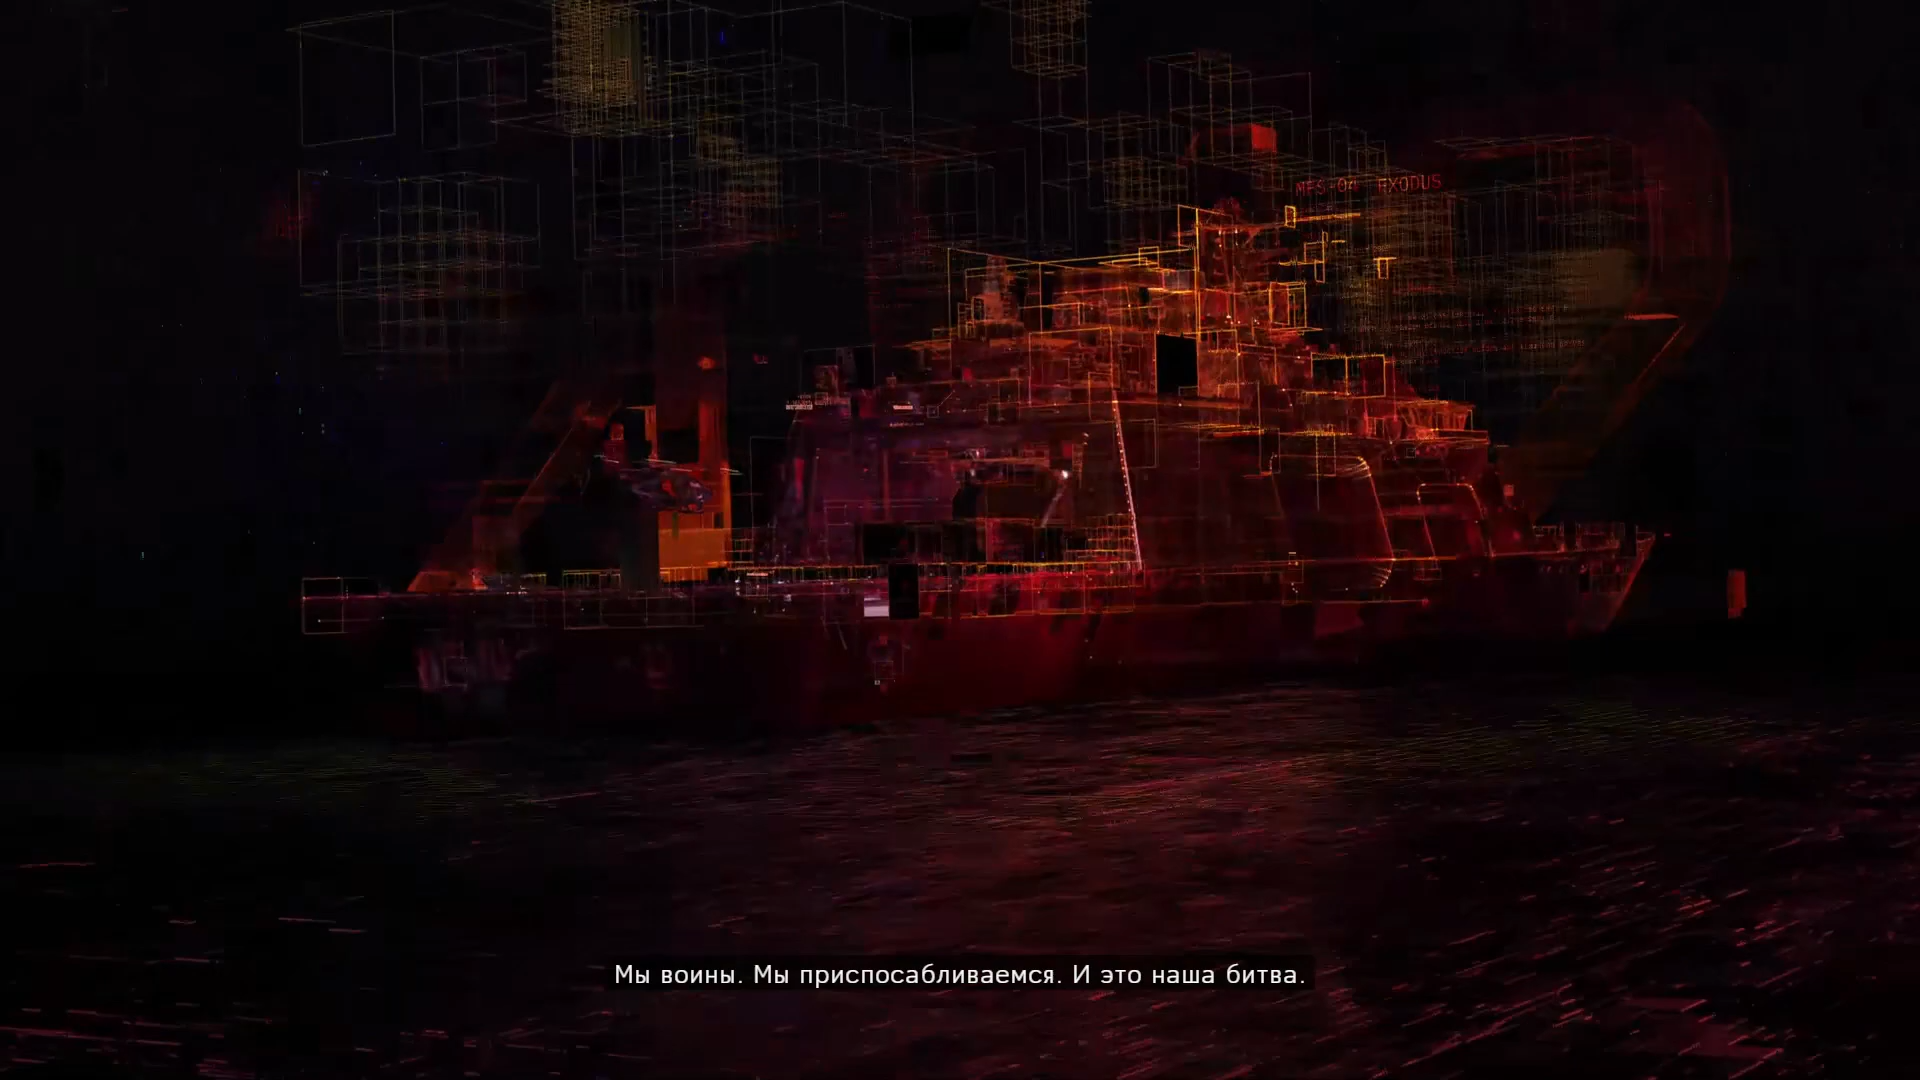 MFS-04 EXODUS
Мы воины. Мы приспосабливаемся. И это наша битва.